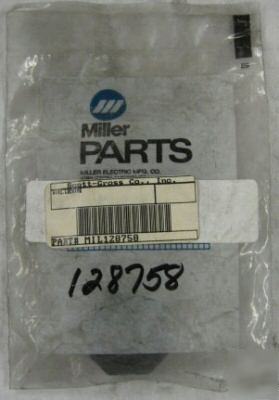 Miller
PARTS
MILLER ELECTRIC MFG. CO.
Scott-Gross Co., Inc.
PART# MIL128758
128758